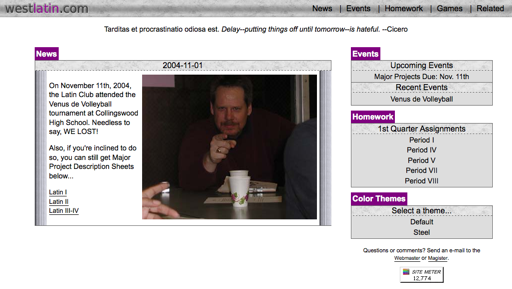 westlatin.com
News | Events | Homework | Games | Related
Tarditas et procrastinatio odiosa est. Delay--putting things off until tomorrow--is hateful. --Cicero
News
2004-11-01
On November 11th, 2004,
the Latin Club attended the
Venus de Volleyball
tournament at Collingswood
High School. Needless to
say, WE LOST!
Also, if you're inclined to do
so, you can still get Major
Project Description Sheets
below...
Latin I
Latin II
Latin III-IV
Events
Upcoming Events
Major Projects Due: Nov. 11th
Recent Events
Venus de Volleyball
Homework
1st Quarter Assignments
Period I
Period IV
Period V
Period VII
Period VIII
Color Themes
Select a theme...
Default
Steel
Questions or comments? Send an e-mail to the
Webmaster or Magister.
SITE METER
12,774